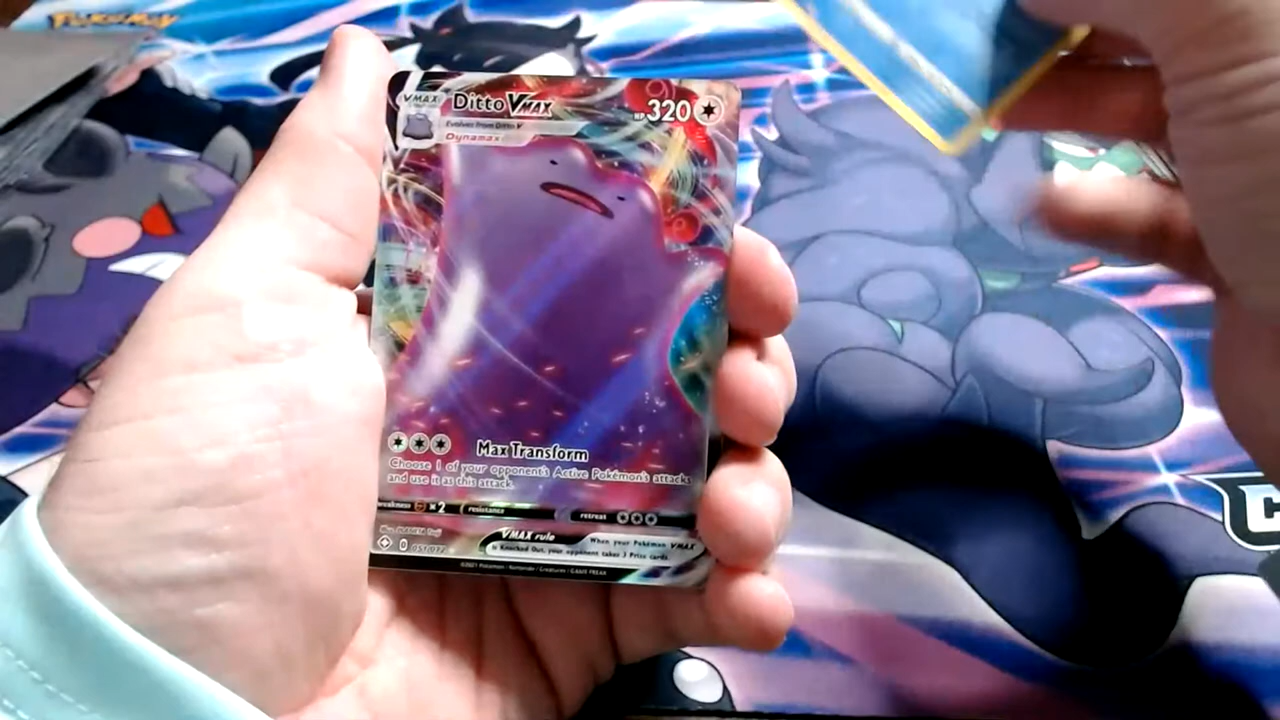 Pokémon
VMAX
Ditto VMAX
HP 320
Evolves from Ditto V
Dynamax
Max Transform
Choose 1 of your opponent's Active Pokémon's attacks
and use it as this attack.
weakness × 2 resistance retreat
VMAX rule When your Pokémon VMAX
is Knocked Out, your opponent takes 3 Prize cards.
051/072
©2021 Pokémon / Nintendo / Creatures / GAME FREAK